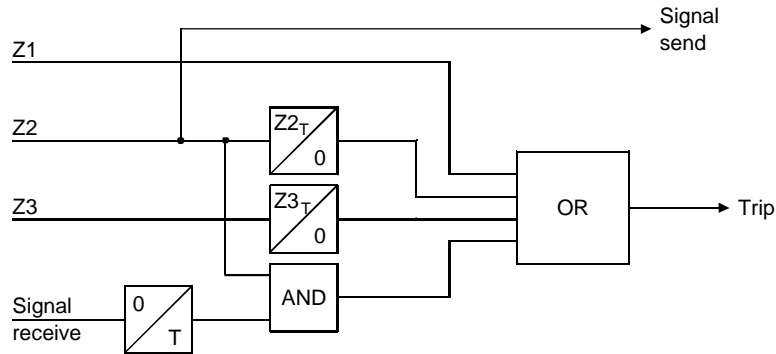 Signal
send
Z1
Z2
Z2T
0
Z3
Z3T
0
OR
Trip
AND
Signal
receive
0
T